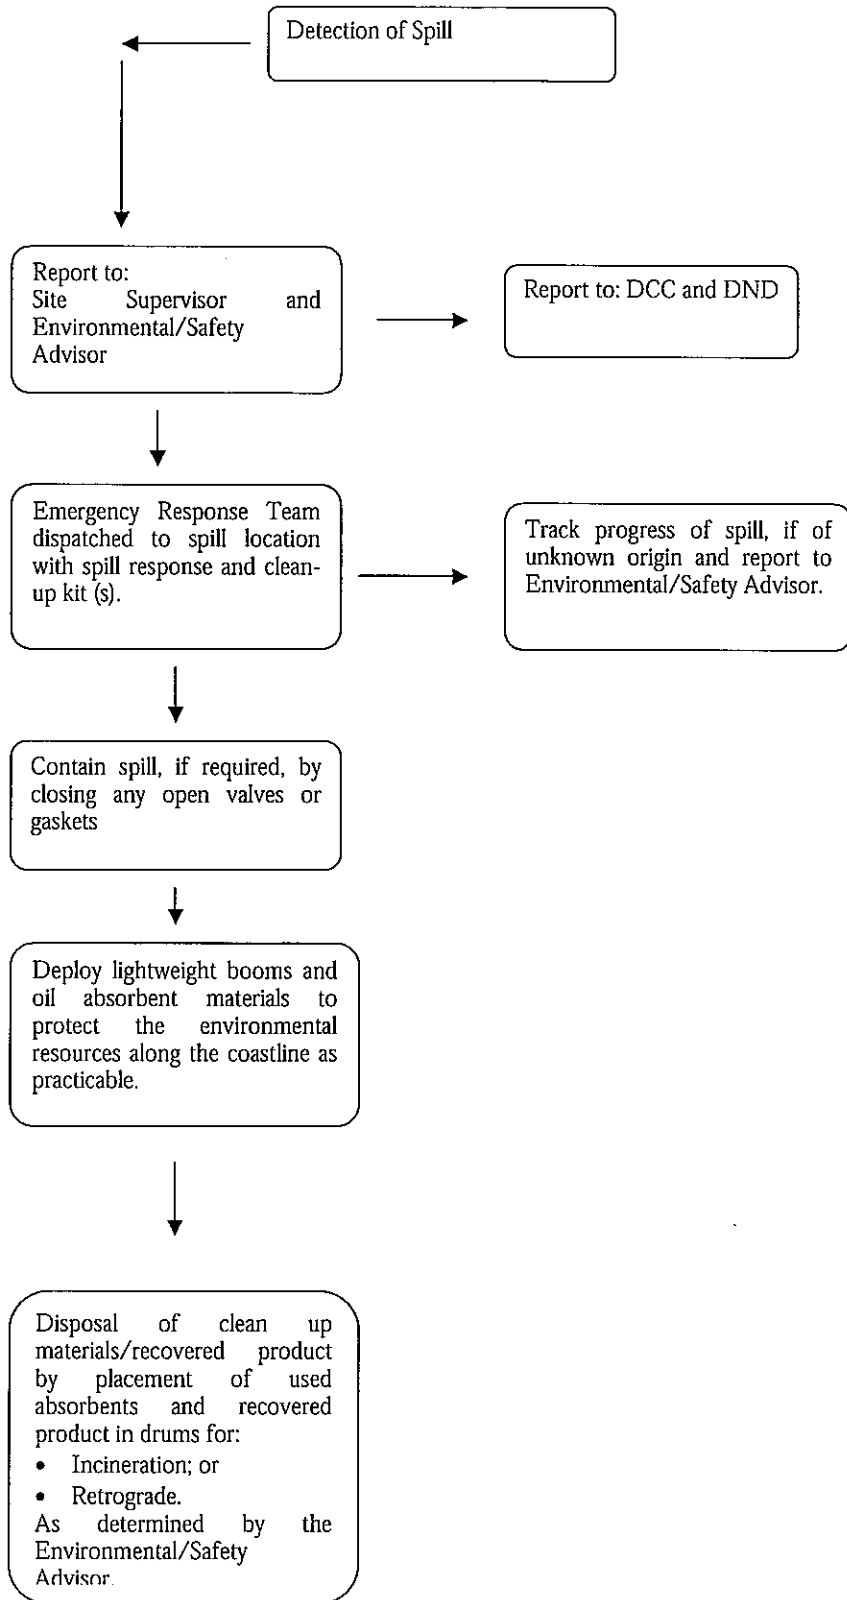 Detection of Spill
Report to:
Site Supervisor and
Environmental/Safety
Advisor
Report to: DCC and DND
Emergency Response Team
dispatched to spill location
with spill response and clean-
up kit (s).
Track progress of spill, if of
unknown origin and report to
Environmental/Safety Advisor.
Contain spill, if required, by
closing any open valves or
gaskets
Deploy lightweight booms and
oil absorbent materials to
protect the environmental
resources along the coastline as
practicable.
Disposal of clean up
materials/recovered product
by placement of used
absorbents and recovered
product in drums for:
• Incineration; or
• Retrograde.
As determined by the
Environmental/Safety
Advisor.